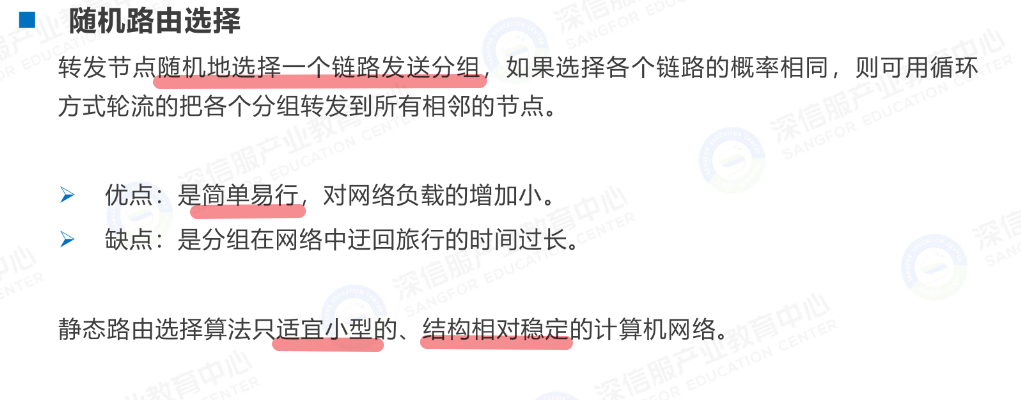 随机路由选择
转发节点随机地选择一个链路发送分组，如果选择各个链路的概率相同，则可用循环
方式轮流的把各个分组转发到所有相邻的节点。
优点：是简单易行，对网络负载的增加小。
缺点：是分组在网络中迂回旅行的时间过长。
静态路由选择算法只适宜小型的、结构相对稳定的计算机网络。
深信服产业教育中心
SANGFOR EDUCATION CENTER